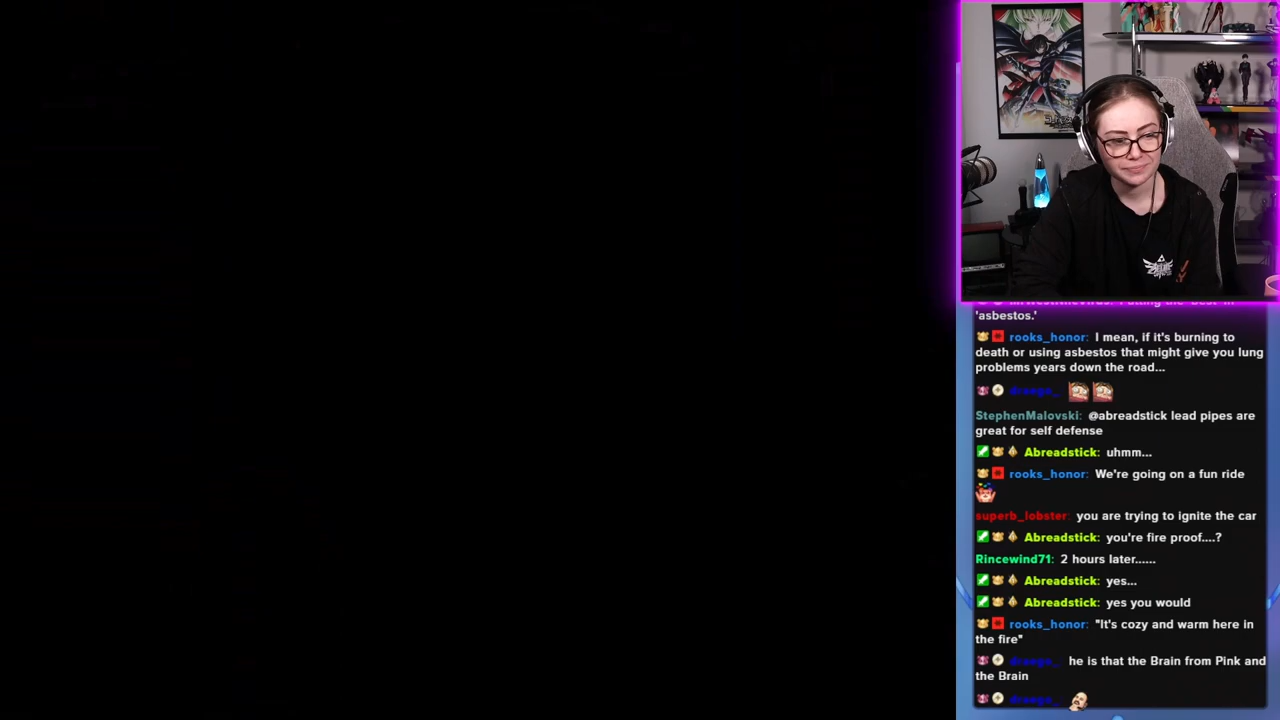 'asbestos.'
rooks_honor: I mean, if it's burning to
death or using asbestos that might give you lung
problems years down the road...
StephenMalovski: @abreadstick lead pipes are
great for self defense
Abreadstick: uhmm...
rooks_honor: We're going on a fun ride
superb_lobster: you are trying to ignite the car
Abreadstick: you're fire proof....?
Rincewind71: 2 hours later......
Abreadstick: yes...
Abreadstick: yes you would
rooks_honor: "It's cozy and warm here in
the fire"
he is that the Brain from Pink and
the Brain